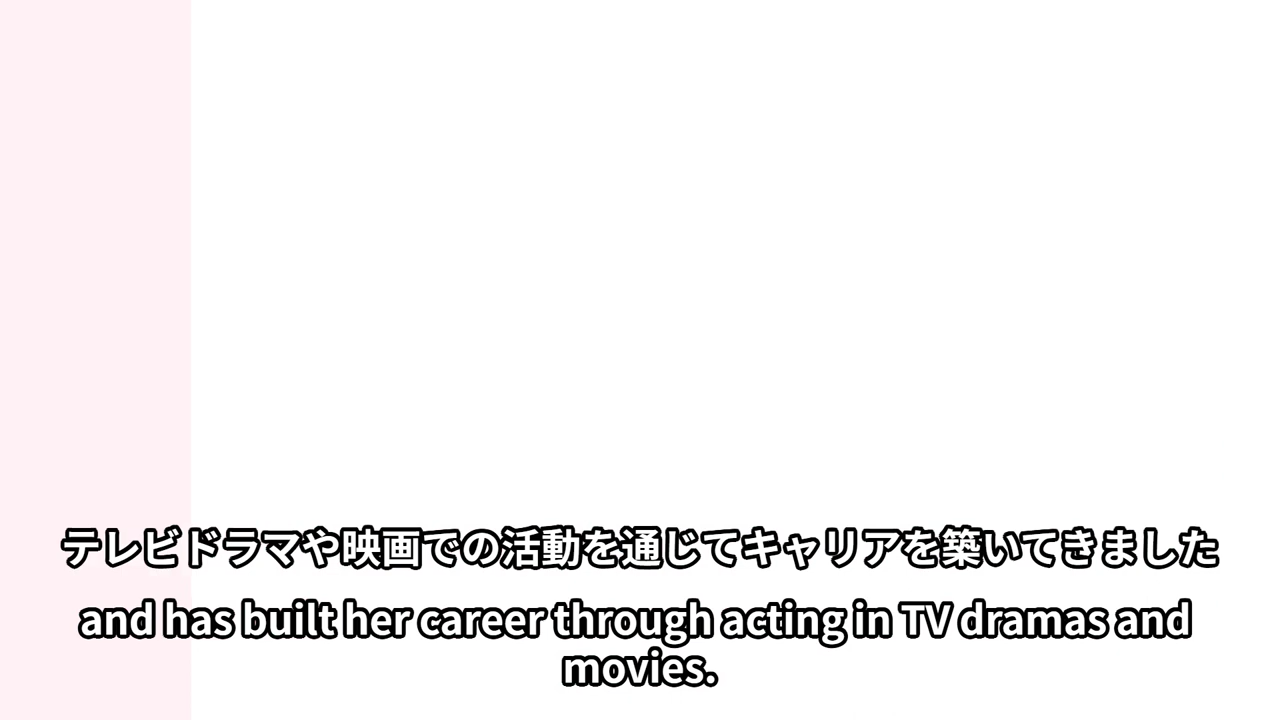 テレビドラマや映画での活動を通じてキャリアを築いてきました
and has built her career through acting in TV dramas and
movies.